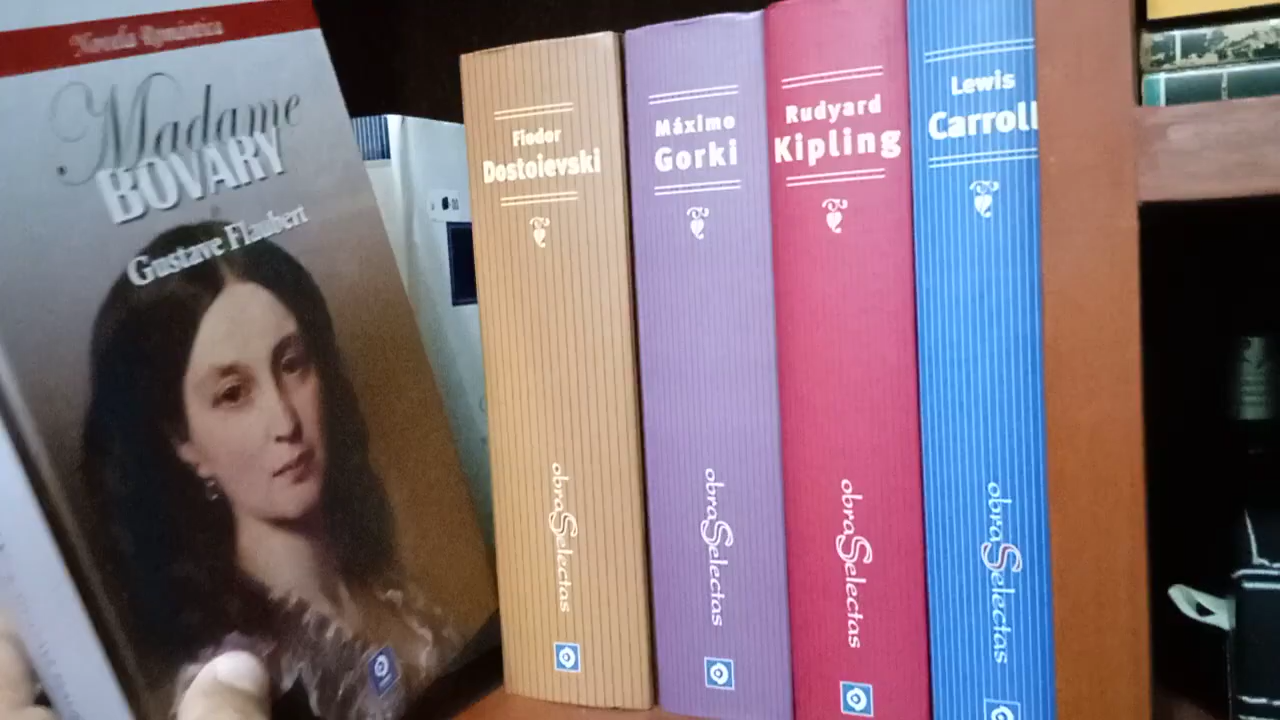 Novela Romántica
Madame
BOVARY
Gustave Flaubert
Fiodor
Dostoievski
obraSelectas
Máximo
Gorki
obraSelectas
Rudyard
Kipling
obraSelectas
Lewis
Carroll
obraSelectas